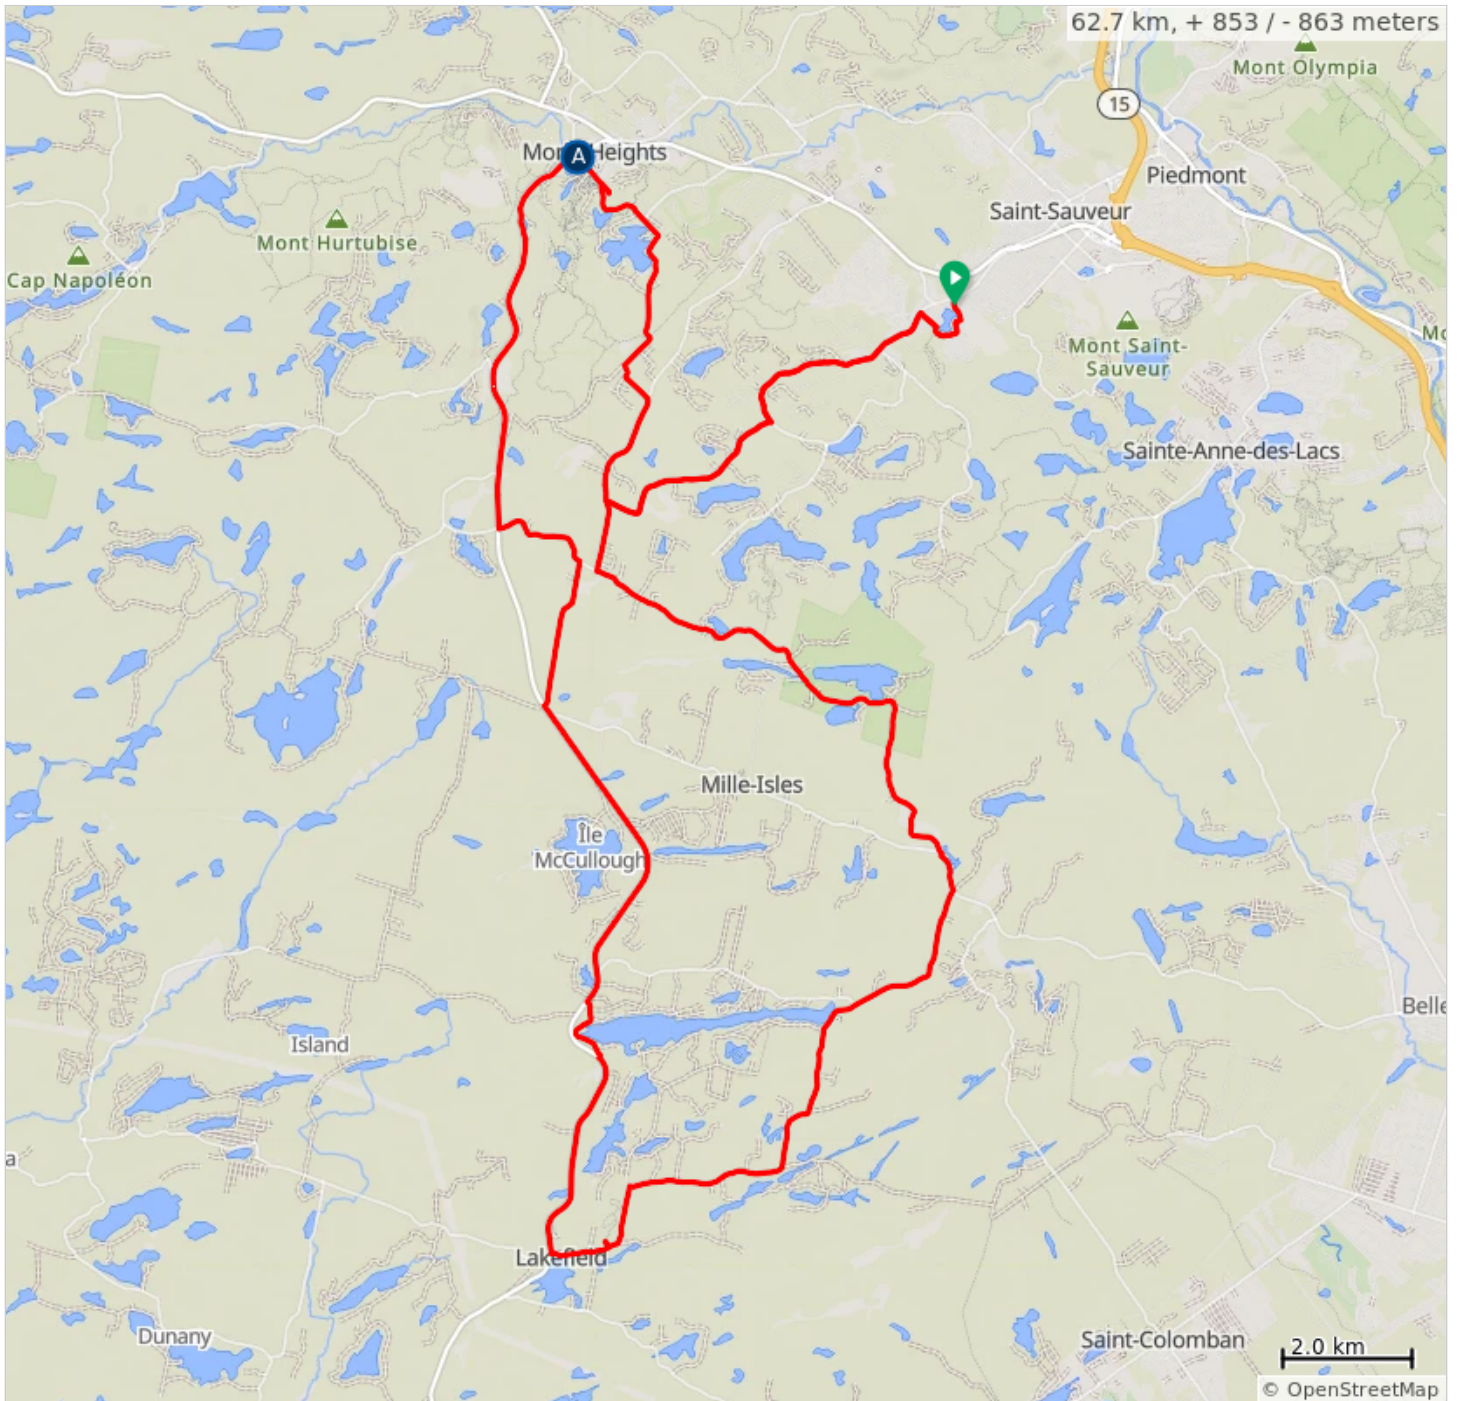 62.7 km, + 853 / - 863 meters
Mont Olympia
15
A
Heights
Piedmont
Saint-Sauveur
Mont Hurtubise
Cap Napoléon
Mont Saint-
Sauveur
Sainte-Anne-des-Lacs
Mille-Isles
Île
McCullough
Belle
Island
Lakefield
Dunany
Saint-Colomban
2.0 km
© OpenStreetMap